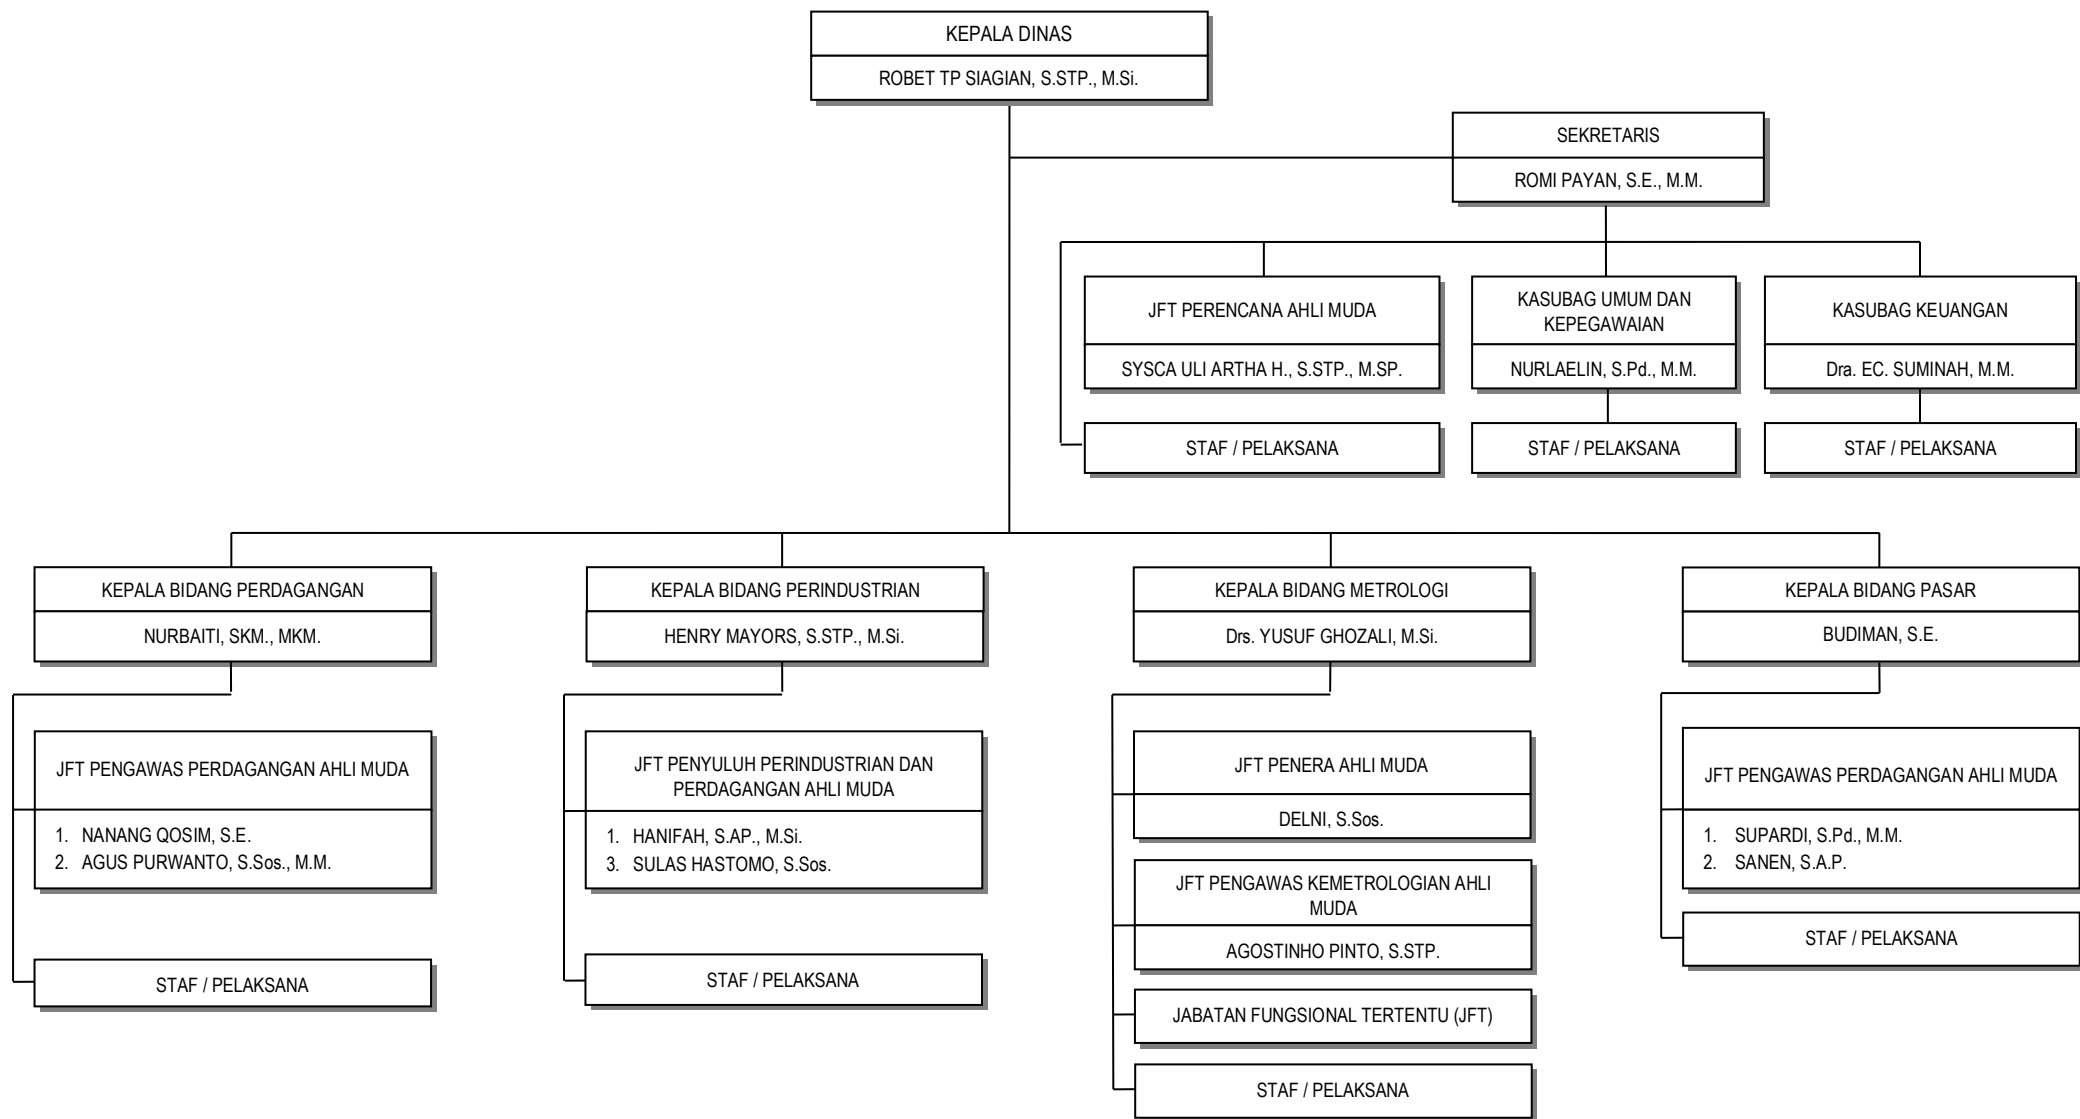 KEPALA DINAS
ROBET TP SIAGIAN, S.STP., M.Si.
SEKRETARIS
ROMI PAYAN, S.E., M.M.
JFT PERENCANA AHLI MUDA
SYSCA ULI ARTHA H., S.STP., M.SP.
STAF / PELAKSANA
KASUBAG UMUM DAN
KEPEGAWAIAN
NURLAELIN, S.Pd., M.M.
STAF / PELAKSANA
KASUBAG KEUANGAN
Dra. EC. SUMINAH, M.M.
STAF / PELAKSANA
KEPALA BIDANG PERDAGANGAN
NURBAITI, SKM., MKM.
JFT PENGAWAS PERDAGANGAN AHLI MUDA
1. NANANG QOSIM, S.E.
2. AGUS PURWANTO, S.Sos., M.M.
STAF / PELAKSANA
KEPALA BIDANG PERINDUSTRIAN
HENRY MAYORS, S.STP., M.Si.
JFT PENYULUH PERINDUSTRIAN DAN
PERDAGANGAN AHLI MUDA
1. HANIFAH, S.AP., M.Si.
3. SULAS HASTOMO, S.Sos.
STAF / PELAKSANA
KEPALA BIDANG METROLOGI
Drs. YUSUF GHOZALI, M.Si.
JFT PENERA AHLI MUDA
DELNI, S.Sos.
JFT PENGAWAS KEMETROLOGIAN AHLI
MUDA
AGOSTINHO PINTO, S.STP.
JABATAN FUNGSIONAL TERTENTU (JFT)
STAF / PELAKSANA
KEPALA BIDANG PASAR
BUDIMAN, S.E.
JFT PENGAWAS PERDAGANGAN AHLI MUDA
1. SUPARDI, S.Pd., M.M.
2. SANEN, S.A.P.
STAF / PELAKSANA